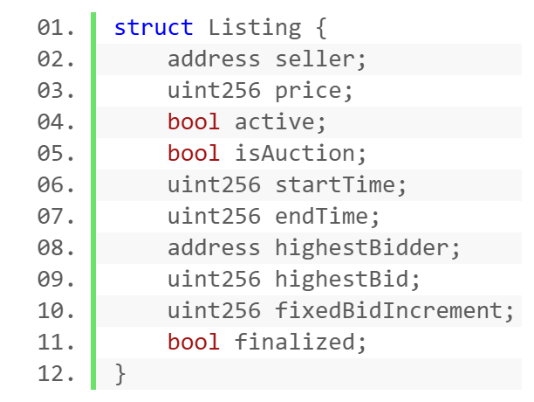 01. struct Listing {
02.     address seller;
03.     uint256 price;
04.     bool active;
05.     bool isAuction;
06.     uint256 startTime;
07.     uint256 endTime;
08.     address highestBidder;
09.     uint256 highestBid;
10.     uint256 fixedBidIncrement;
11.     bool finalized;
12. }